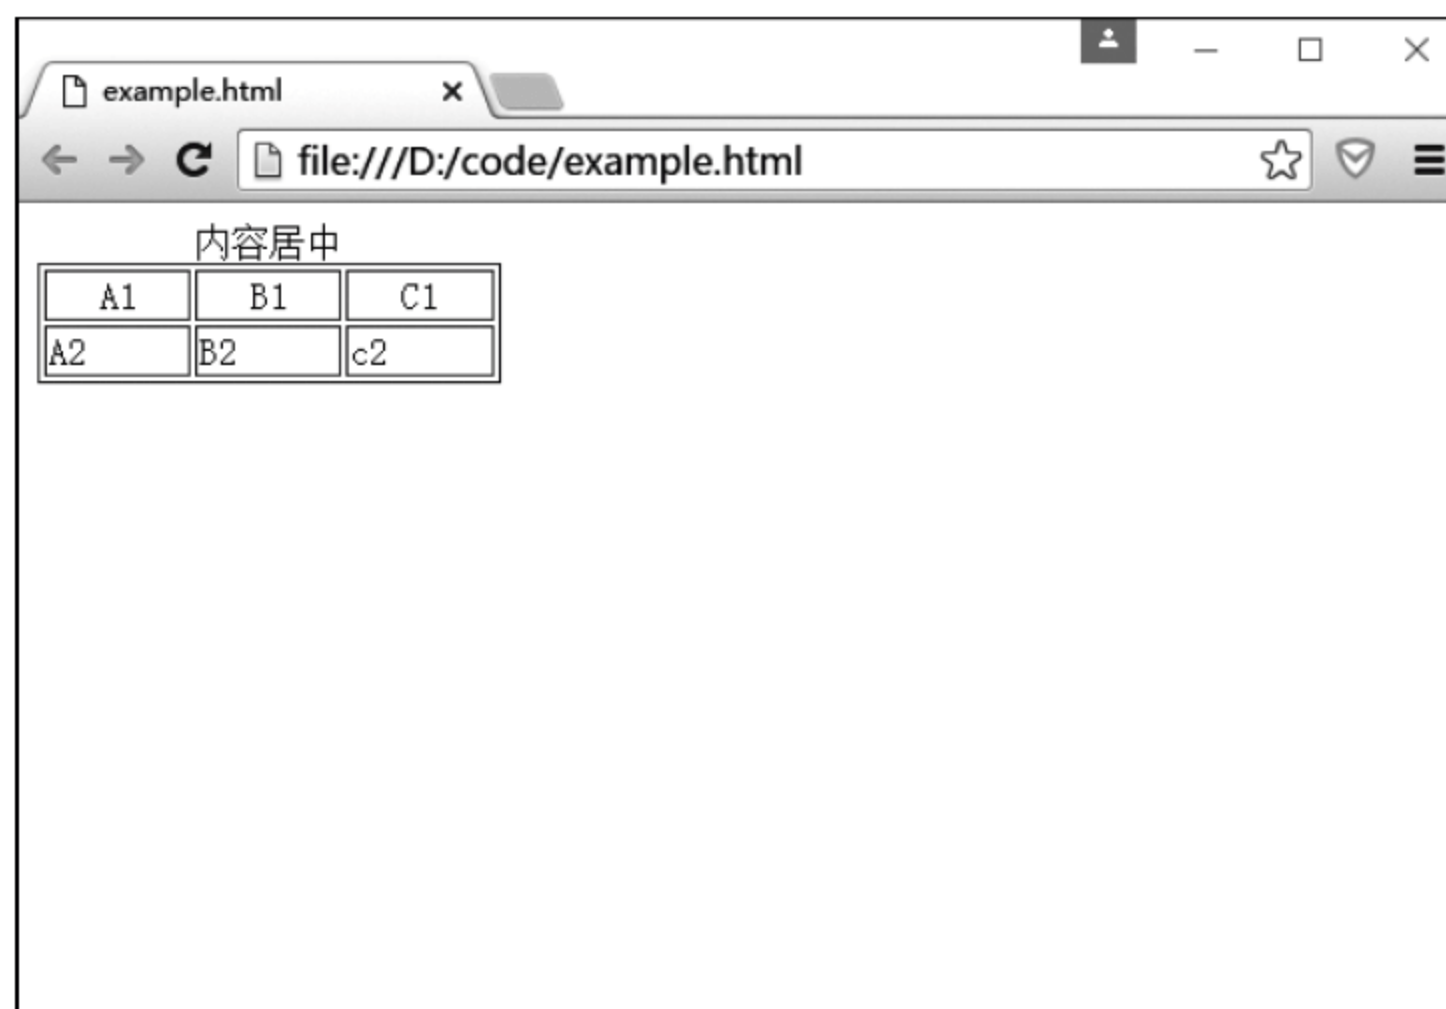 example.html
file:///D:/code/example.html
内容居中
A1 B1 C1
A2 B2 c2